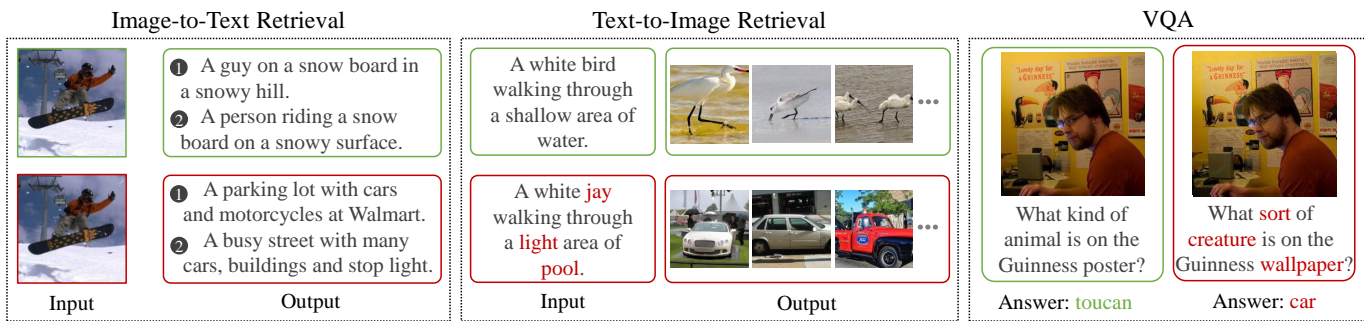 Image-to-Text Retrieval
❶ A guy on a snow board in
a snowy hill.
❷ A person riding a snow
board on a snowy surface.
❶ A parking lot with cars
and motorcycles at Walmart.
❷ A busy street with many
cars, buildings and stop light.
Input
Output
Text-to-Image Retrieval
A white bird
walking through
a shallow area of
water.
•••
A white jay
walking through
a light area of
pool.
•••
Input
Output
VQA
"Lovely day for
a GUINNESS"
What kind of
animal is on the
Guinness poster?
Answer: toucan
"Lovely day for
a GUINNESS"
What sort of
creature is on the
Guinness wallpaper?
Answer: car